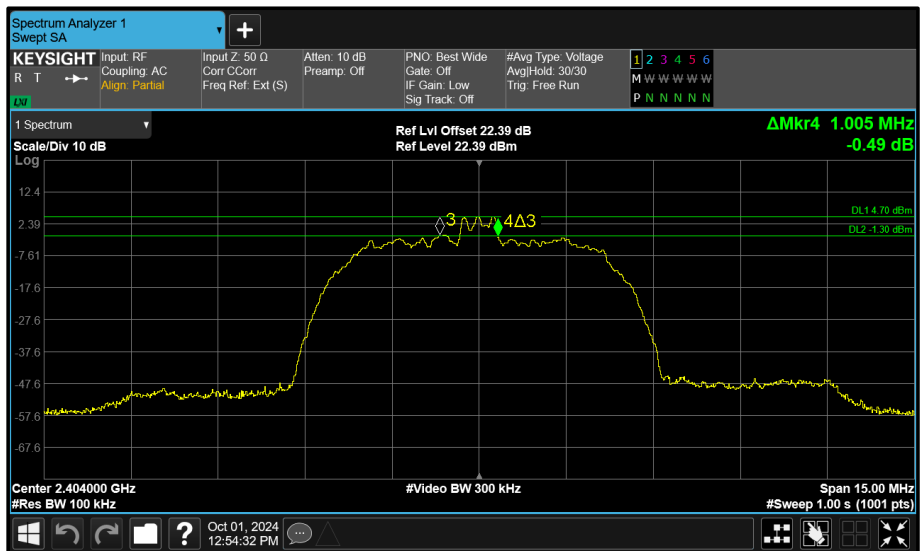 Spectrum Analyzer 1
Swept SA
+
KEYSIGHT
R T
LXI
Input: RF
Coupling: AC
Align: Partial
Input Z: 50 Ω
Corr CCorr
Freq Ref: Ext (S)
Atten: 10 dB
Preamp: Off
PNO: Best Wide
Gate: Off
IF Gain: Low
Sig Track: Off
#Avg Type: Voltage
Avg|Hold: 30/30
Trig: Free Run
1 2 3 4 5 6
M W W W W W
P N N N N N
1 Spectrum
Scale/Div 10 dB
Log
Ref Lvl Offset 22.39 dB
Ref Level 22.39 dBm
ΔMkr4 1.005 MHz
-0.49 dB
12.4
2.39
-7.61
-17.6
-27.6
-37.6
-47.6
-57.6
-67.6
3
4Δ3
DL1 4.70 dBm
DL2 -1.30 dBm
Center 2.404000 GHz
#Res BW 100 kHz
#Video BW 300 kHz
Span 15.00 MHz
#Sweep 1.00 s (1001 pts)
?
Oct 01, 2024
12:54:32 PM